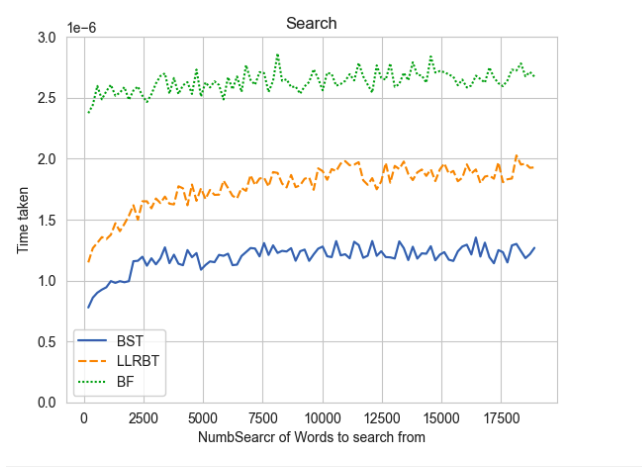 Search
1e−6
3.0
2.5
2.0
1.5
1.0
0.5
0.0
Time taken
BST
LLRBT
BF
0 2500 5000 7500 10000 12500 15000 17500
NumbSearcr of Words to search from